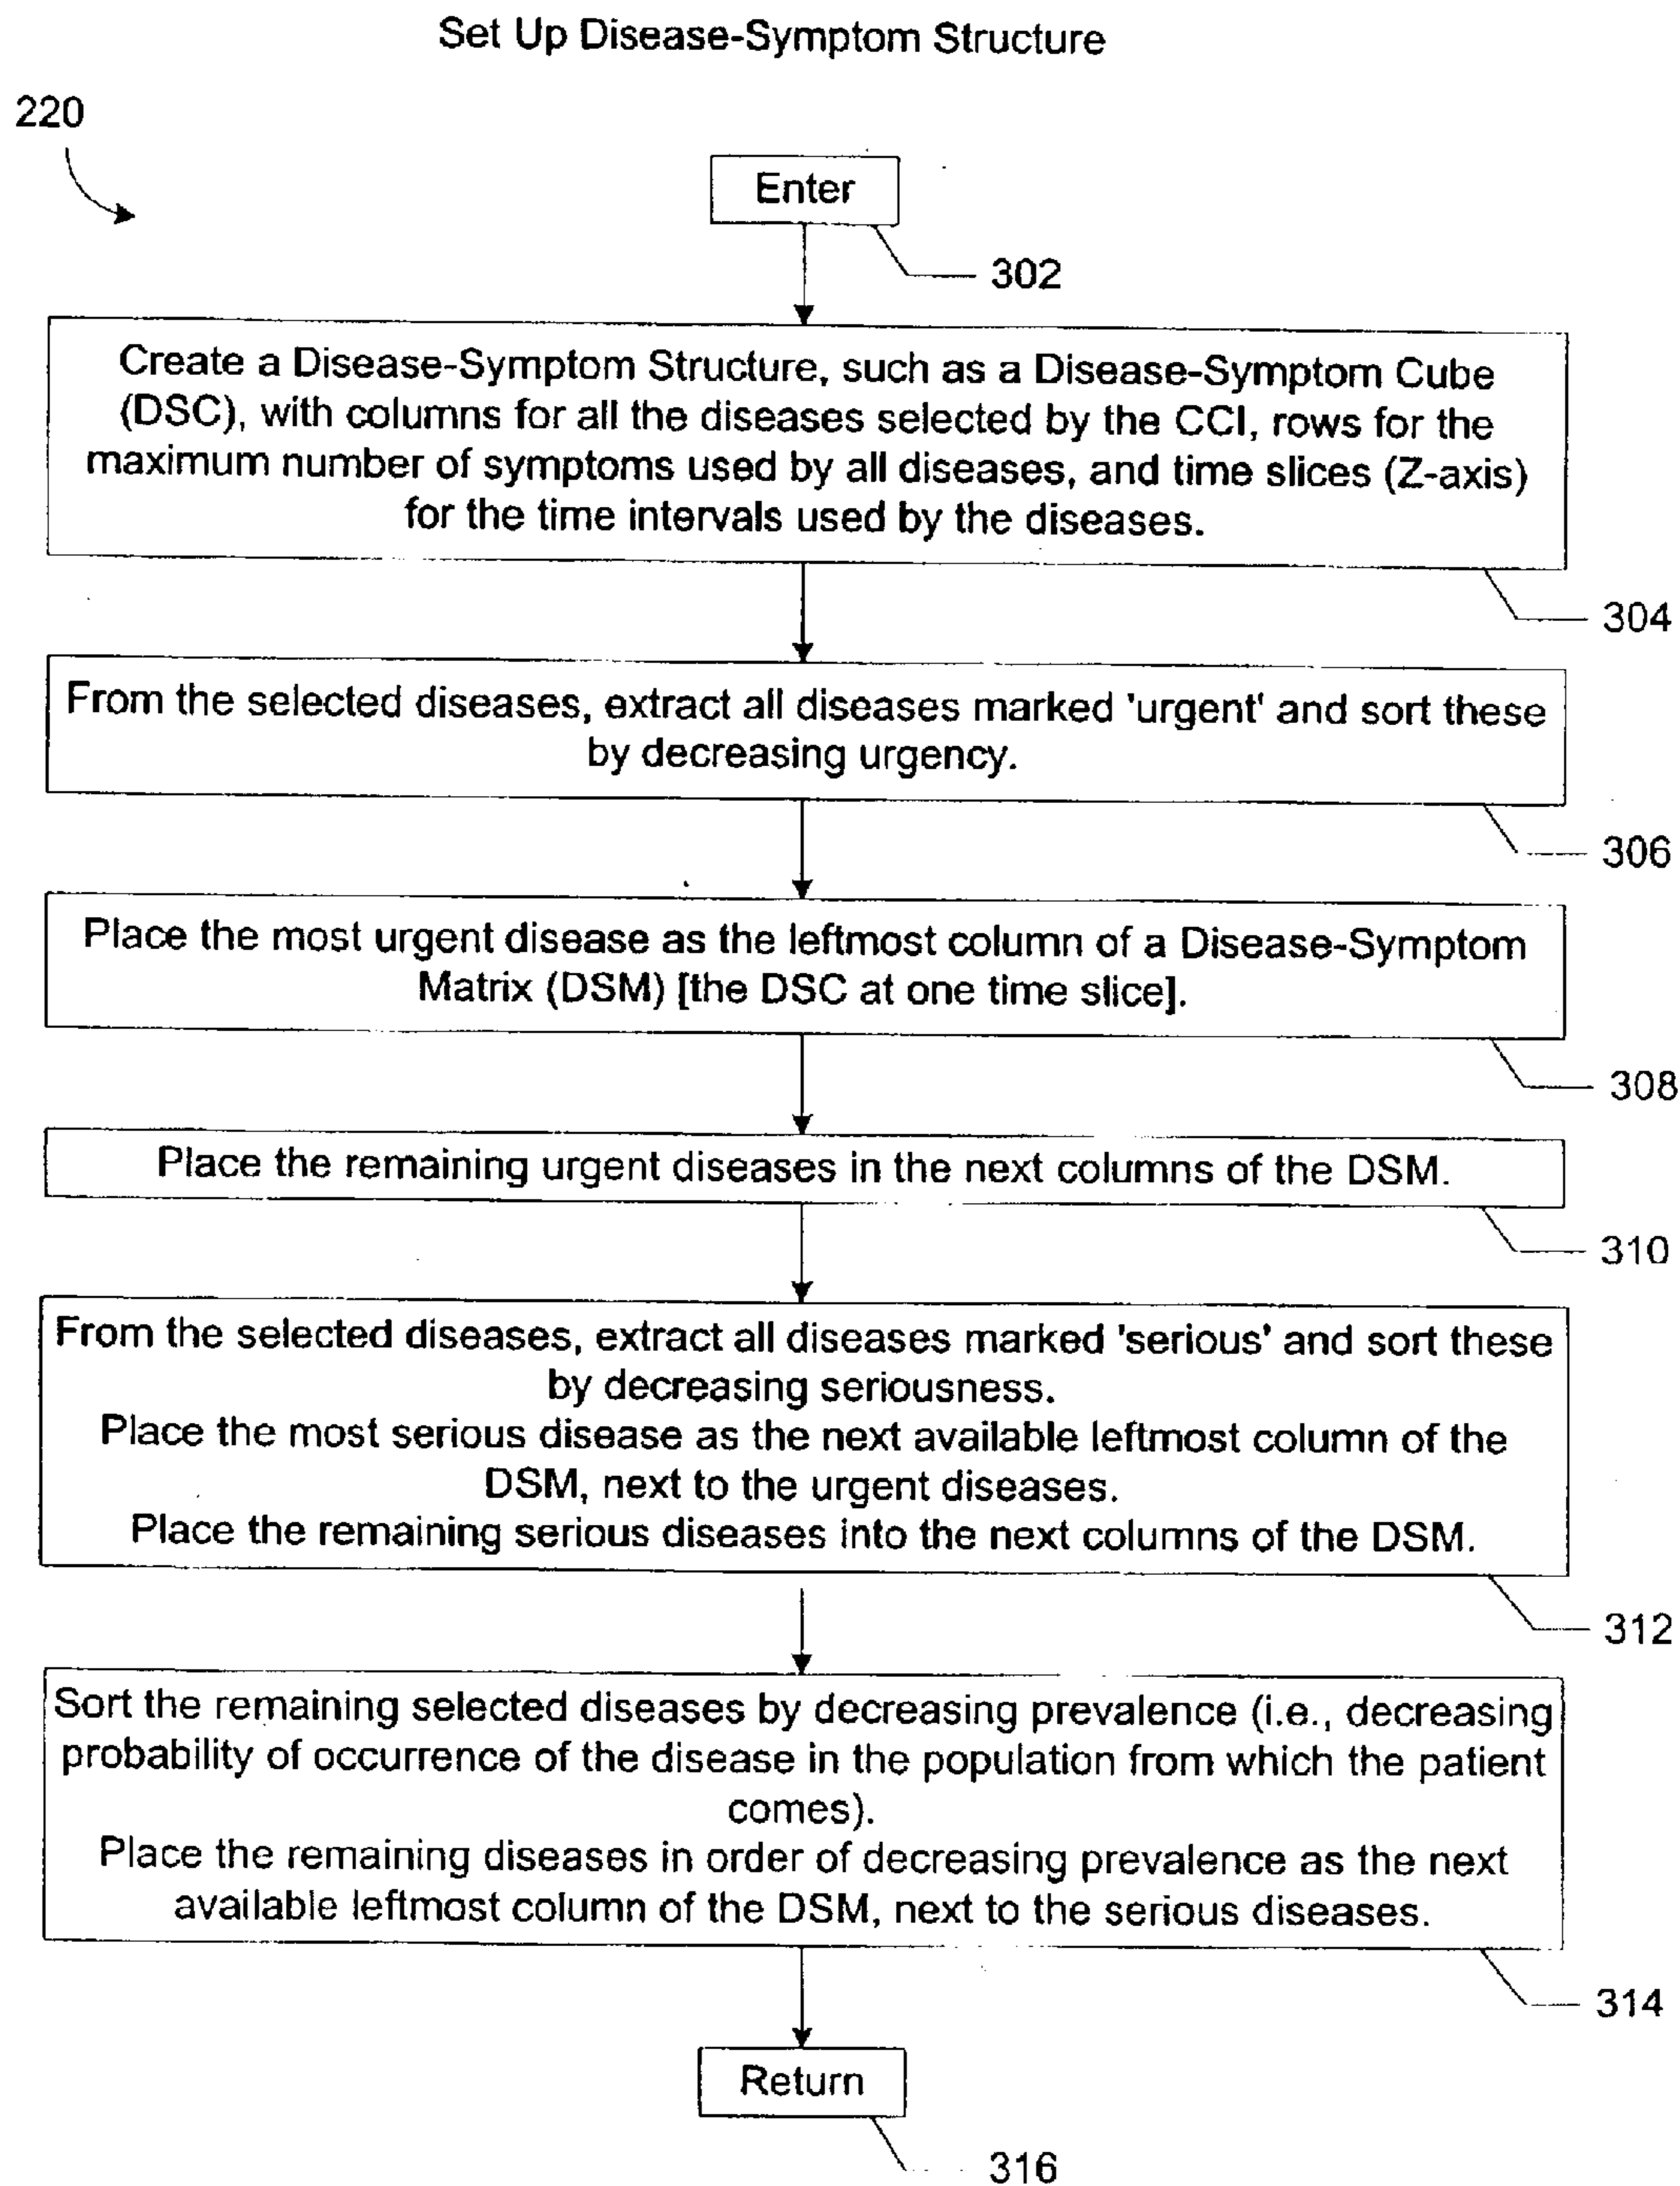 Set Up Disease-Symptom Structure
220
Enter
302
Create a Disease-Symptom Structure, such as a Disease-Symptom Cube
(DSC), with columns for all the diseases selected by the CCI, rows for the
maximum number of symptoms used by all diseases, and time slices (Z-axis)
for the time intervals used by the diseases.
304
From the selected diseases, extract all diseases marked 'urgent' and sort these
by decreasing urgency.
306
Place the most urgent disease as the leftmost column of a Disease-Symptom
Matrix (DSM) [the DSC at one time slice].
308
Place the remaining urgent diseases in the next columns of the DSM.
310
From the selected diseases, extract all diseases marked 'serious' and sort these
by decreasing seriousness.
Place the most serious disease as the next available leftmost column of the
DSM, next to the urgent diseases.
Place the remaining serious diseases into the next columns of the DSM.
312
Sort the remaining selected diseases by decreasing prevalence (i.e., decreasing
probability of occurrence of the disease in the population from which the patient
comes).
Place the remaining diseases in order of decreasing prevalence as the next
available leftmost column of the DSM, next to the serious diseases.
314
Return
316